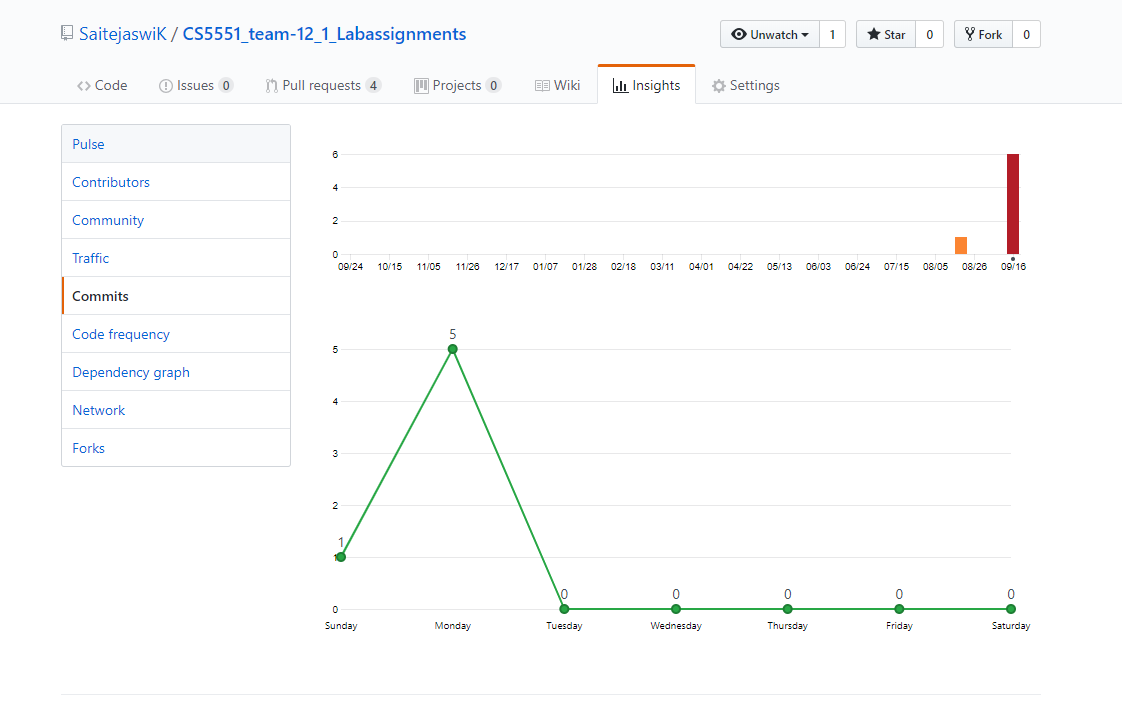 SaitejaswiK / CS5551_team-12_1_Labassignments
Unwatch 1 Star 0 Fork 0
Code Issues 0 Pull requests 4 Projects 0 Wiki Insights Settings
Pulse
Contributors
Community
Traffic
Commits
Code frequency
Dependency graph
Network
Forks
6
4
2
0
09/24 10/15 11/05 11/26 12/17 01/07 01/28 02/18 03/11 04/01 04/22 05/13 06/03 06/24 07/15 08/05 08/26 09/16
5
5
4
3
2
1
1
0 0 0 0 0
0
Sunday Monday Tuesday Wednesday Thursday Friday Saturday